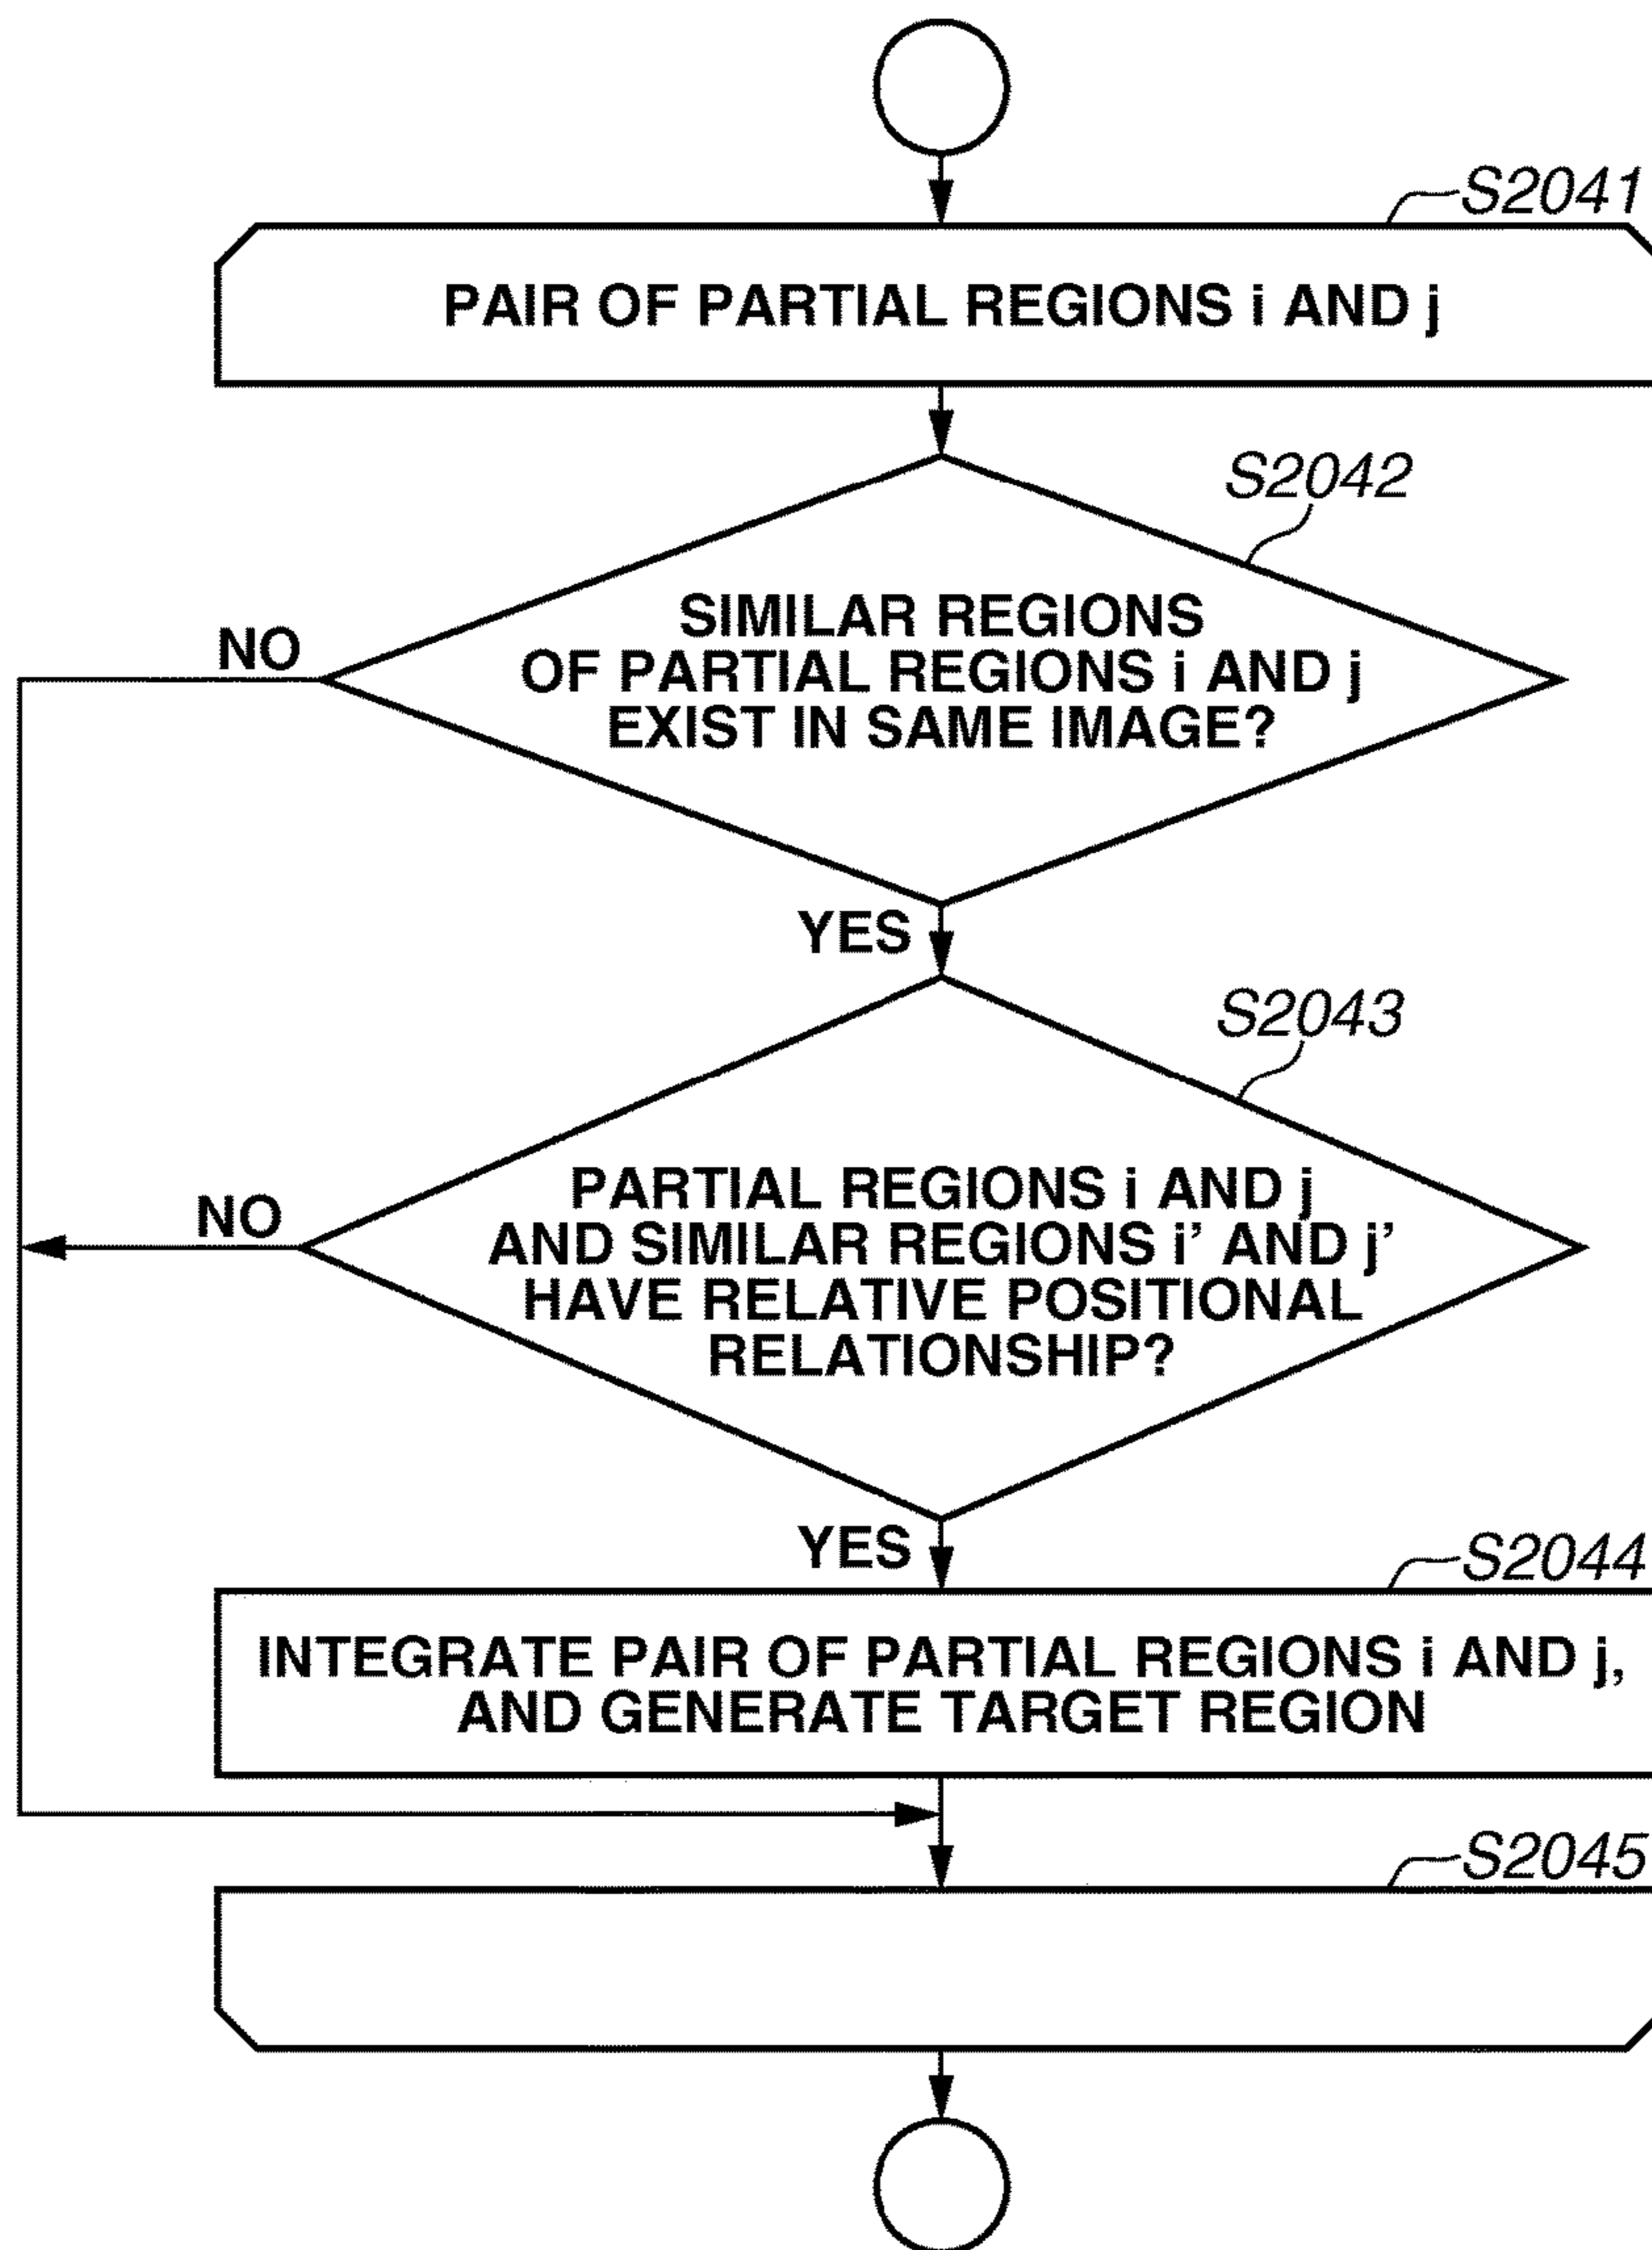 S2041
PAIR OF PARTIAL REGIONS i AND j
S2042
SIMILAR REGIONS
OF PARTIAL REGIONS i AND j
EXIST IN SAME IMAGE?
NO
YES
S2043
PARTIAL REGIONS i AND j
AND SIMILAR REGIONS i' AND j'
HAVE RELATIVE POSITIONAL
RELATIONSHIP?
NO
YES
S2044
INTEGRATE PAIR OF PARTIAL REGIONS i AND j,
AND GENERATE TARGET REGION
S2045